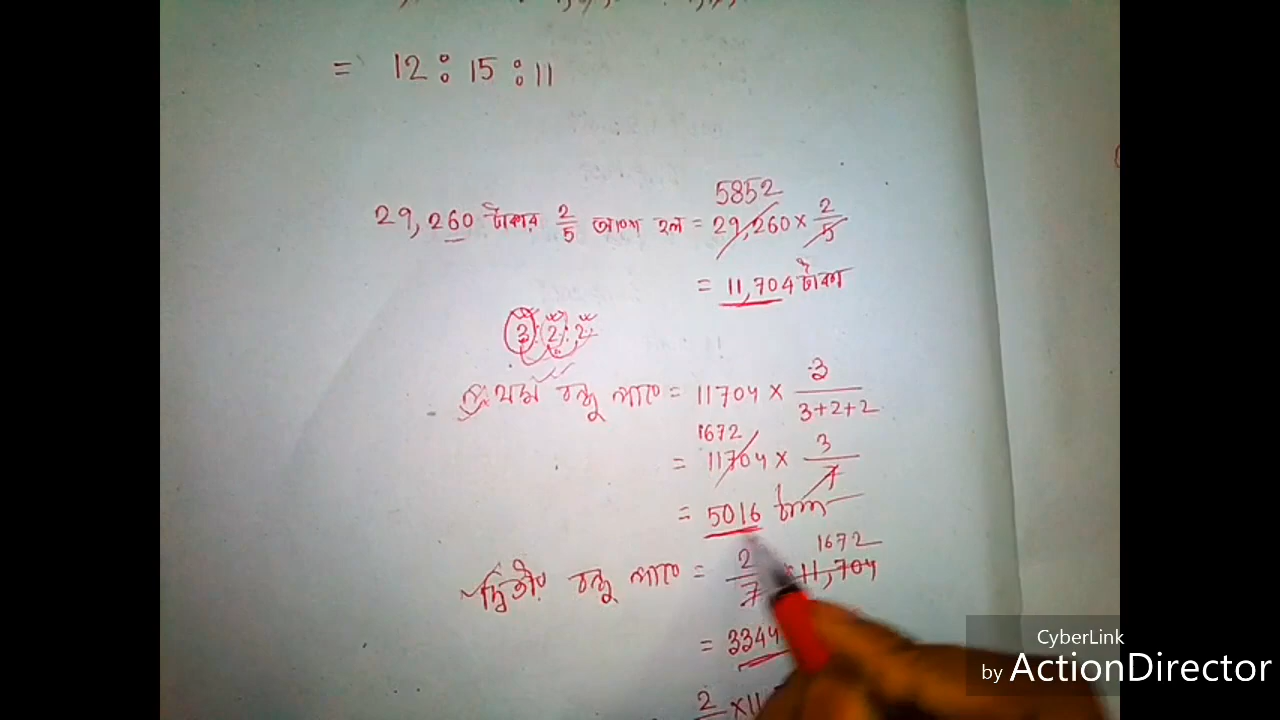 = 12 : 15 : 11
5852
29,260 টাকার 2/5 অংশ হল = 29,260 × 2/5
= 11,704 টাকা
3 : 2 : 2
প্রথম বন্ধু পাবে = 11704 × 3/3+2+2
1672
= 11704 × 3/7
= 5016 টাকা
1672
দ্বিতীয় বন্ধু পাবে = 2/7 × 11,704
= 3344
2 × 11
CyberLink
by ActionDirector